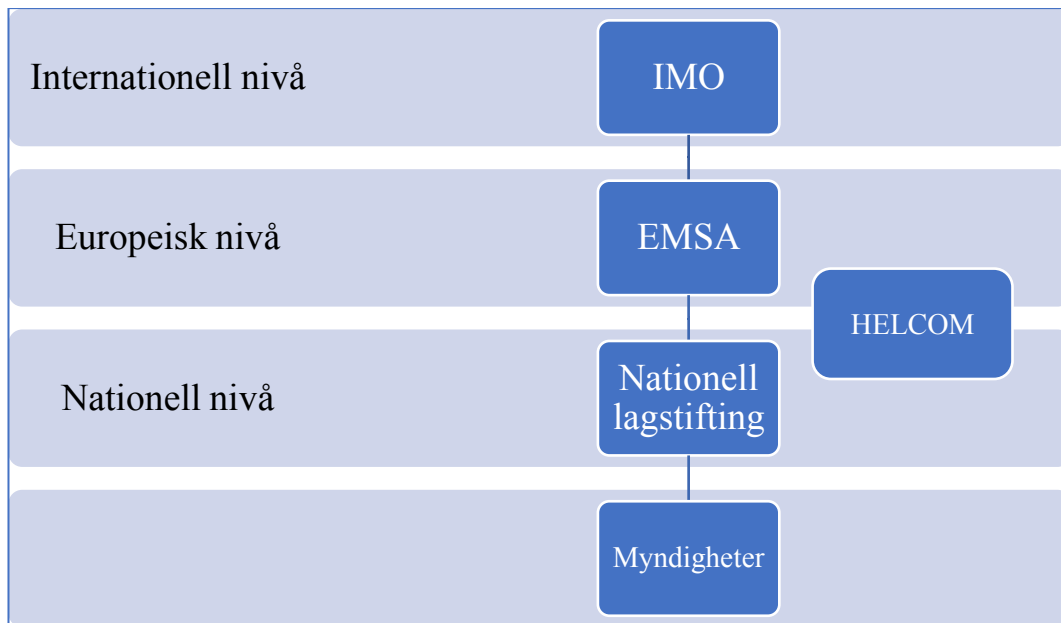 Internationell nivå
IMO
Europeisk nivå
EMSA
HELCOM
Nationell nivå
Nationell
lagstifting
Myndigheter